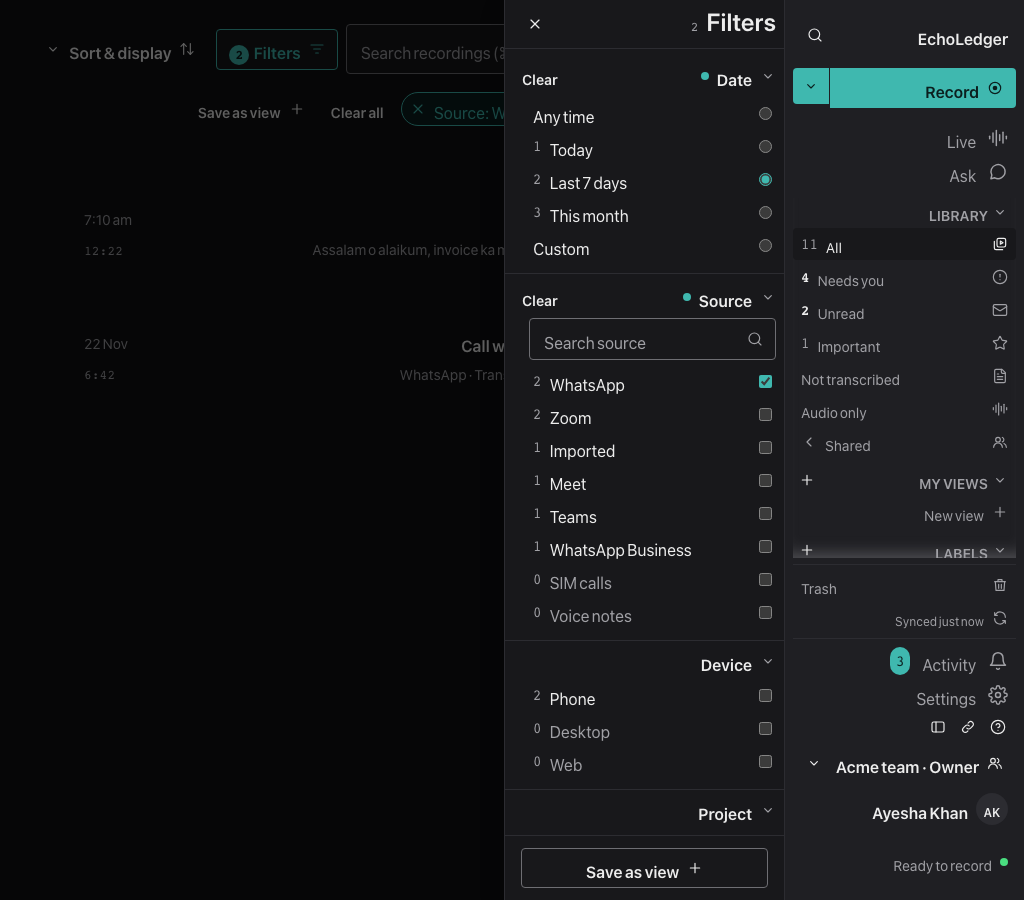 EchoLedger
Record
Live
Ask
LIBRARY
All 11
Needs you 4
Unread 2
Important 1
Not transcribed
Audio only
Shared
MY VIEWS
New view
LABELS
Trash
Synced just now
Activity 3
Settings
Acme team · Owner
Ayesha Khan AK
Ready to record
Filters 2
Date Clear
Any time
Today 1
Last 7 days 2
This month 3
Custom
Source Clear
Search source
WhatsApp 2
Zoom 2
Imported 1
Meet 1
Teams 1
WhatsApp Business 1
SIM calls 0
Voice notes 0
Device
Phone 2
Desktop 0
Web 0
Project
Save as view
Search recordings
Filters 2
Sort & display
Source:
Clear all
Save as view
7:10 am
Assalam o alaikum, invoice ka
12:22
Call
22 Nov
WhatsApp ·
6:42